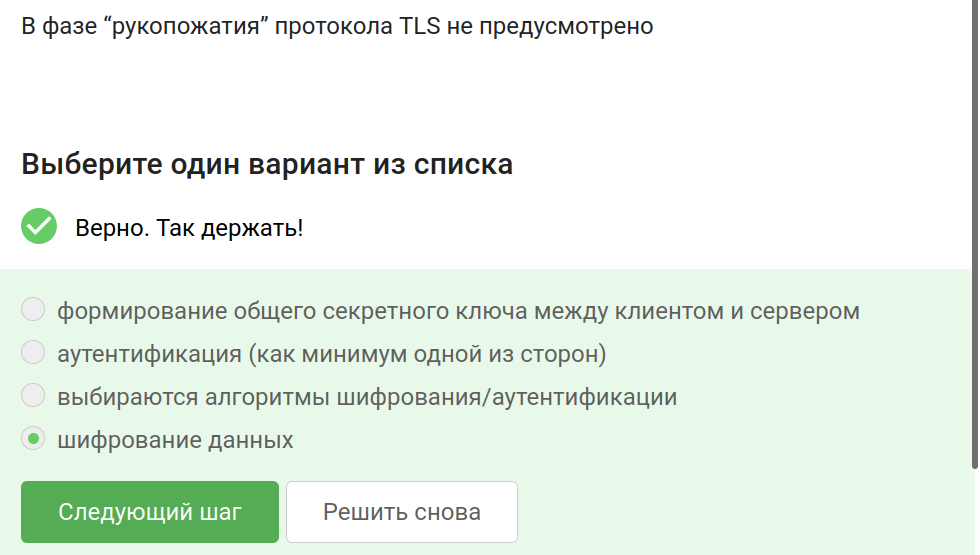 В фазе “рукопожатия” протокола TLS не предусмотрено
Выберите один вариант из списка
Верно. Так держать!
формирование общего секретного ключа между клиентом и сервером
аутентификация (как минимум одной из сторон)
выбираются алгоритмы шифрования/аутентификации
шифрование данных
Следующий шаг
Решить снова